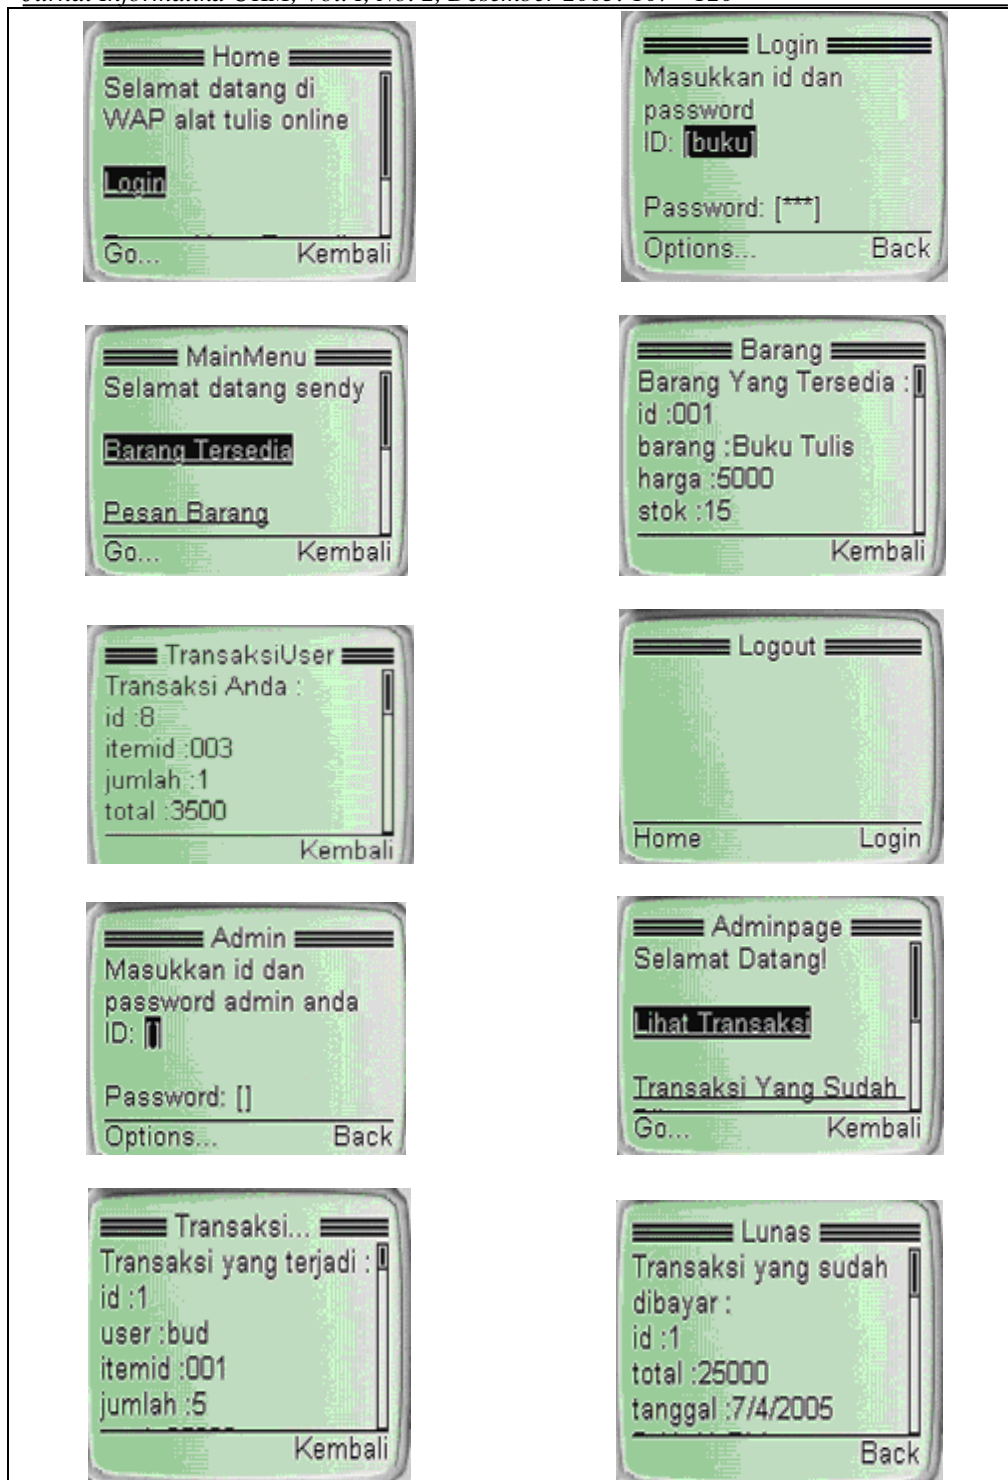 Home
Selamat datang di
WAP alat tulis online
Login
Go... Kembali
Login
Masukkan id dan
password
ID: [buku]
Password: [***]
Options... Back
MainMenu
Selamat datang sendy
Barang Tersedia
Pesan Barang
Go... Kembali
Barang
Barang Yang Tersedia :
id :001
barang :Buku Tulis
harga :5000
stok :15
Kembali
TransaksiUser
Transaksi Anda :
id :8
itemid :003
jumlah :1
total :3500
Kembali
Logout
Home Login
Admin
Masukkan id dan
password admin anda
ID: []
Password: []
Options... Back
Adminpage
Selamat Datang!
Lihat Transaksi
Transaksi Yang Sudah
Go... Kembali
Transaksi...
Transaksi yang terjadi :
id :1
user :bud
itemid :001
jumlah :5
Kembali
Lunas
Transaksi yang sudah
dibayar :
id :1
total :25000
tanggal :7/4/2005
Back